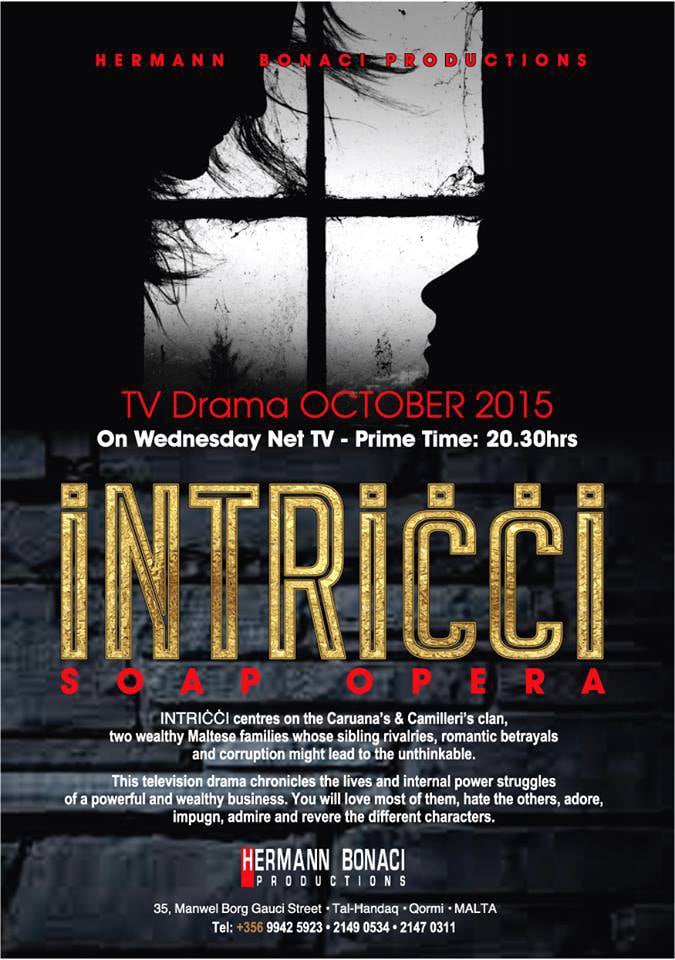 HERMANN BONACI PRODUCTIONS
TV Drama OCTOBER 2015
On Wednesday Net TV - Prime Time: 20.30hrs
iNTRiċċi
SOAP OPERA
INTRIĊĊI centres on the Caruana's & Camilleri's clan,
two wealthy Maltese families whose sibling rivalries, romantic betrayals
and corruption might lead to the unthinkable.
This television drama chronicles the lives and internal power struggles
of a powerful and wealthy business. You will love most of them, hate the others, adore,
impugn, admire and revere the different characters.
HERMANN BONACI
PRODUCTIONS
35, Manwel Borg Gauci Street • Tal-Handaq • Qormi • MALTA
Tel: +356 9942 5923 • 2149 0534 • 2147 0311